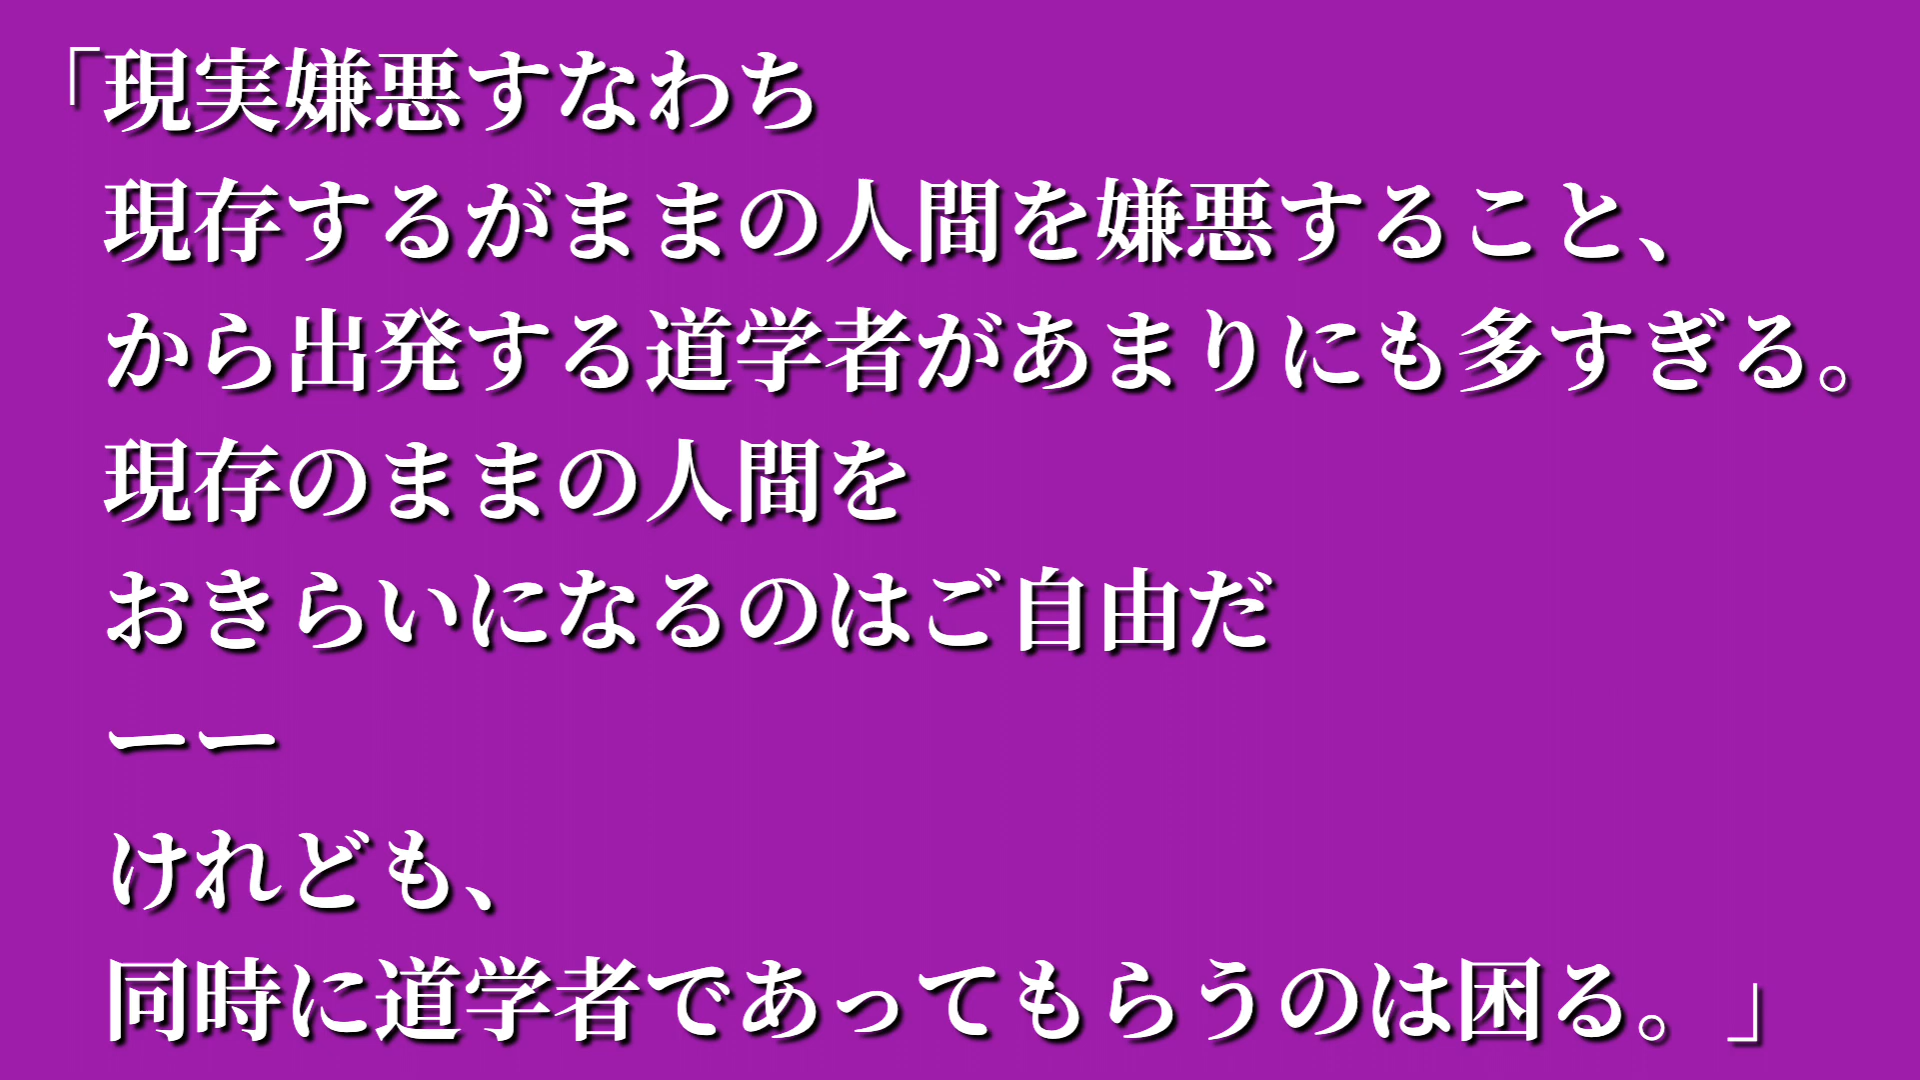 「現実嫌悪すなわち
現存するがままの人間を嫌悪すること、
から出発する道学者があまりにも多すぎる。
現存のままの人間を
おきらいになるのはご自由だ
ーー
けれども、
同時に道学者であってもらうのは困る。」